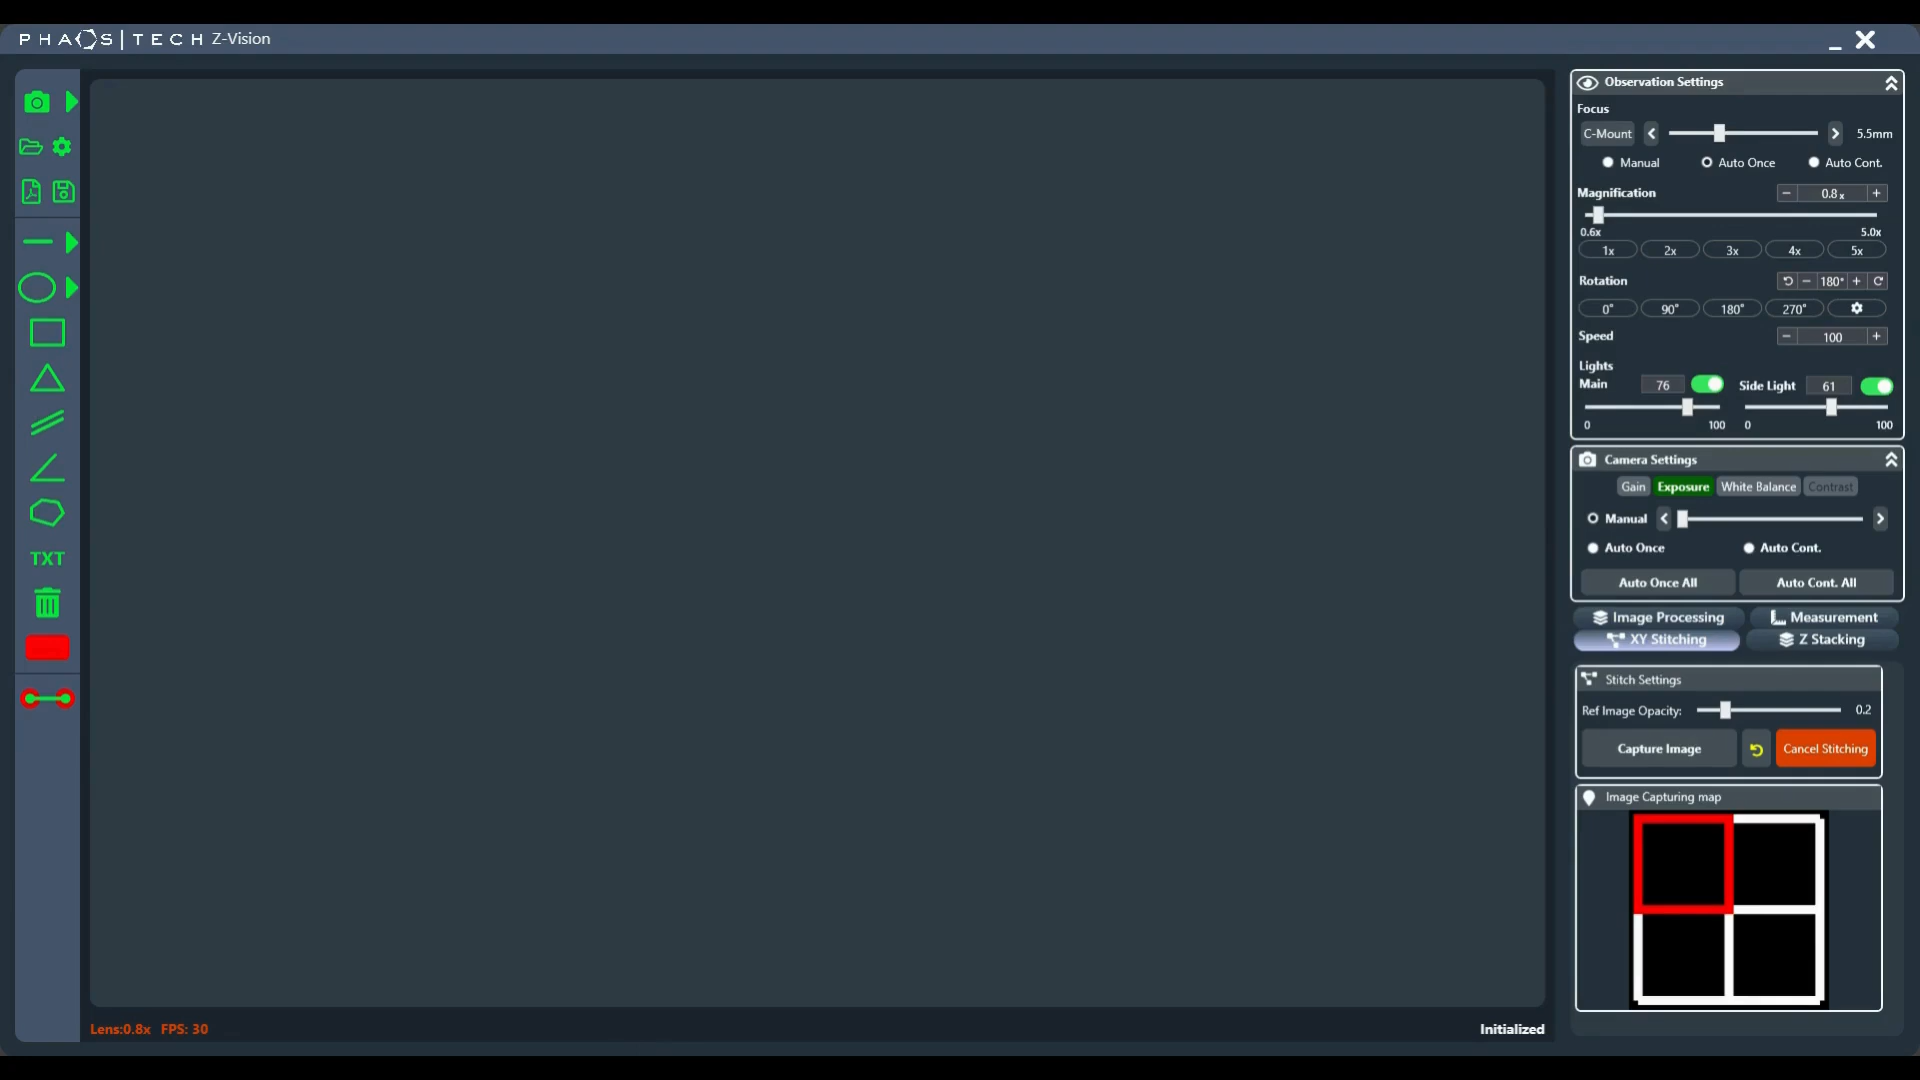 PHAOS|TECH Z-Vision
Observation Settings
Focus
C-Mount 5.5mm
Manual Auto Once Auto Cont.
Magnification - 0.8 x +
0.6x 5.0x
1x 2x 3x 4x 5x
Rotation - 180° +
0° 90° 180° 270°
Speed - 100 +
Lights
Main 76 Side Light 61
0 100 0 100
Camera Settings
Gain Exposure White Balance Contrast
Manual
Auto Once Auto Cont.
Auto Once All Auto Cont. All
Image Processing Measurement
XY Stitching Z Stacking
Stitch Settings
Ref Image Opacity: 0.2
Capture Image Cancel Stitching
Image Capturing map
TXT
Lens:0.8x FPS: 30
Initialized